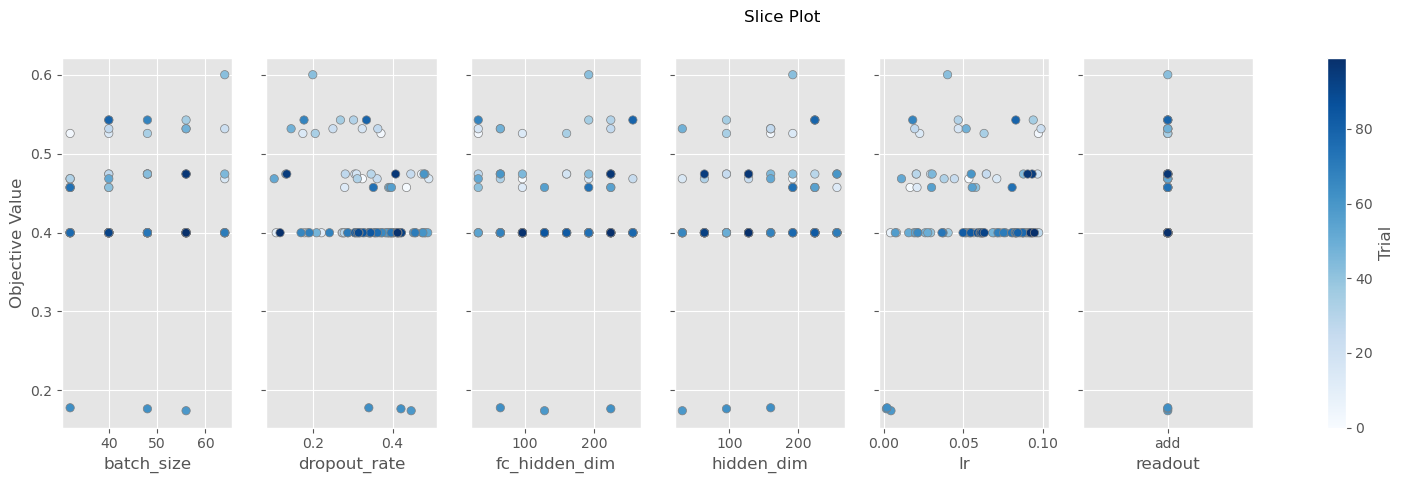 Slice Plot
Objective Value
0.6
0.5
0.4
0.3
0.2
40 50 60
batch_size
0.2 0.4
dropout_rate
100 200
fc_hidden_dim
100 200
hidden_dim
0.00 0.05 0.10
lr
add
readout
80
60
40
20
0
Trial